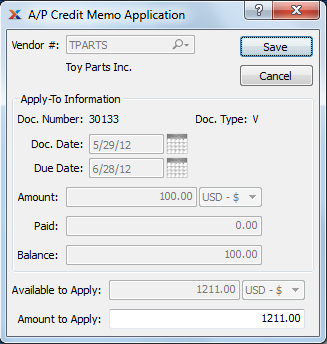 A/P Credit Memo Application
Vendor #: TPARTS Save
Toy Parts Inc.
Cancel
Apply-To Information
Doc. Number: 30133 Doc. Type: V
Doc. Date: 5/29/12
Due Date: 6/28/12
Amount: 100.00 USD - $
Paid: 0.00
Balance: 100.00
Available to Apply: 1211.00 USD - $
Amount to Apply: 1211.00